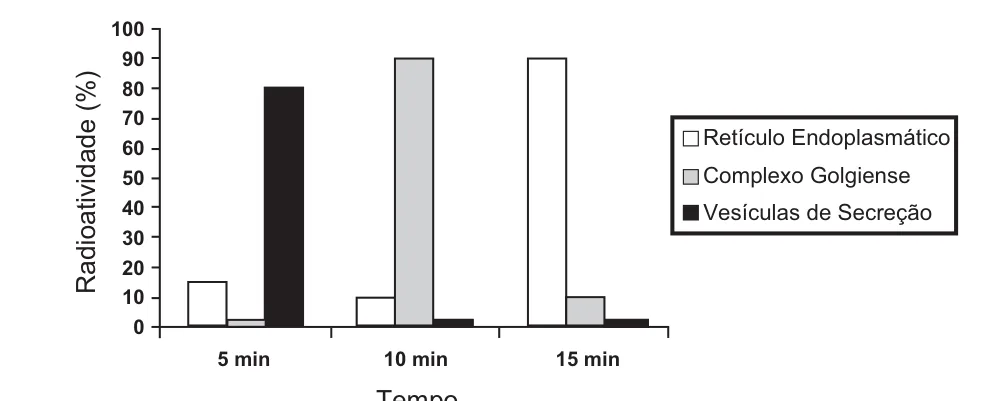 100
90
80
70
60
50
40
30
20
10
0
Radioatividade (%)
5 min 10 min 15 min
Tempo
Retículo Endoplasmático
Complexo Golgiense
Vesículas de Secreção